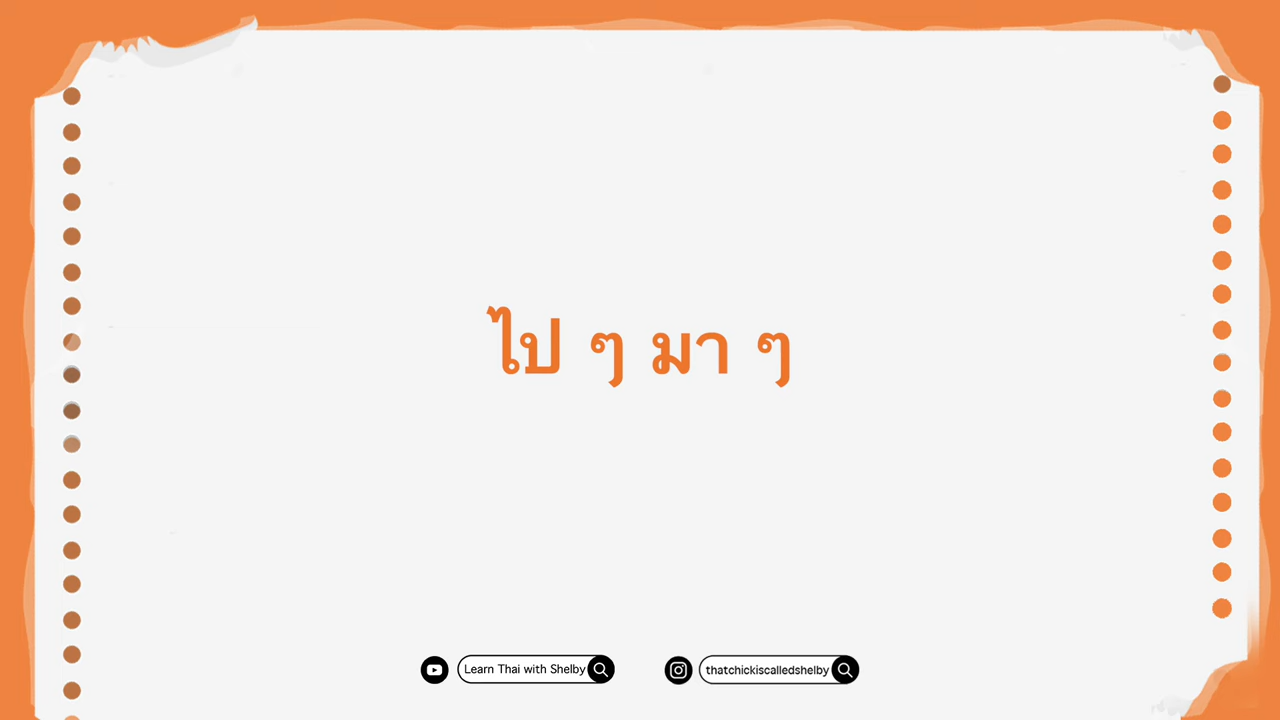 ไป ๆ มา ๆ
Learn Thai with Shelby
thatchickiscalledshelby